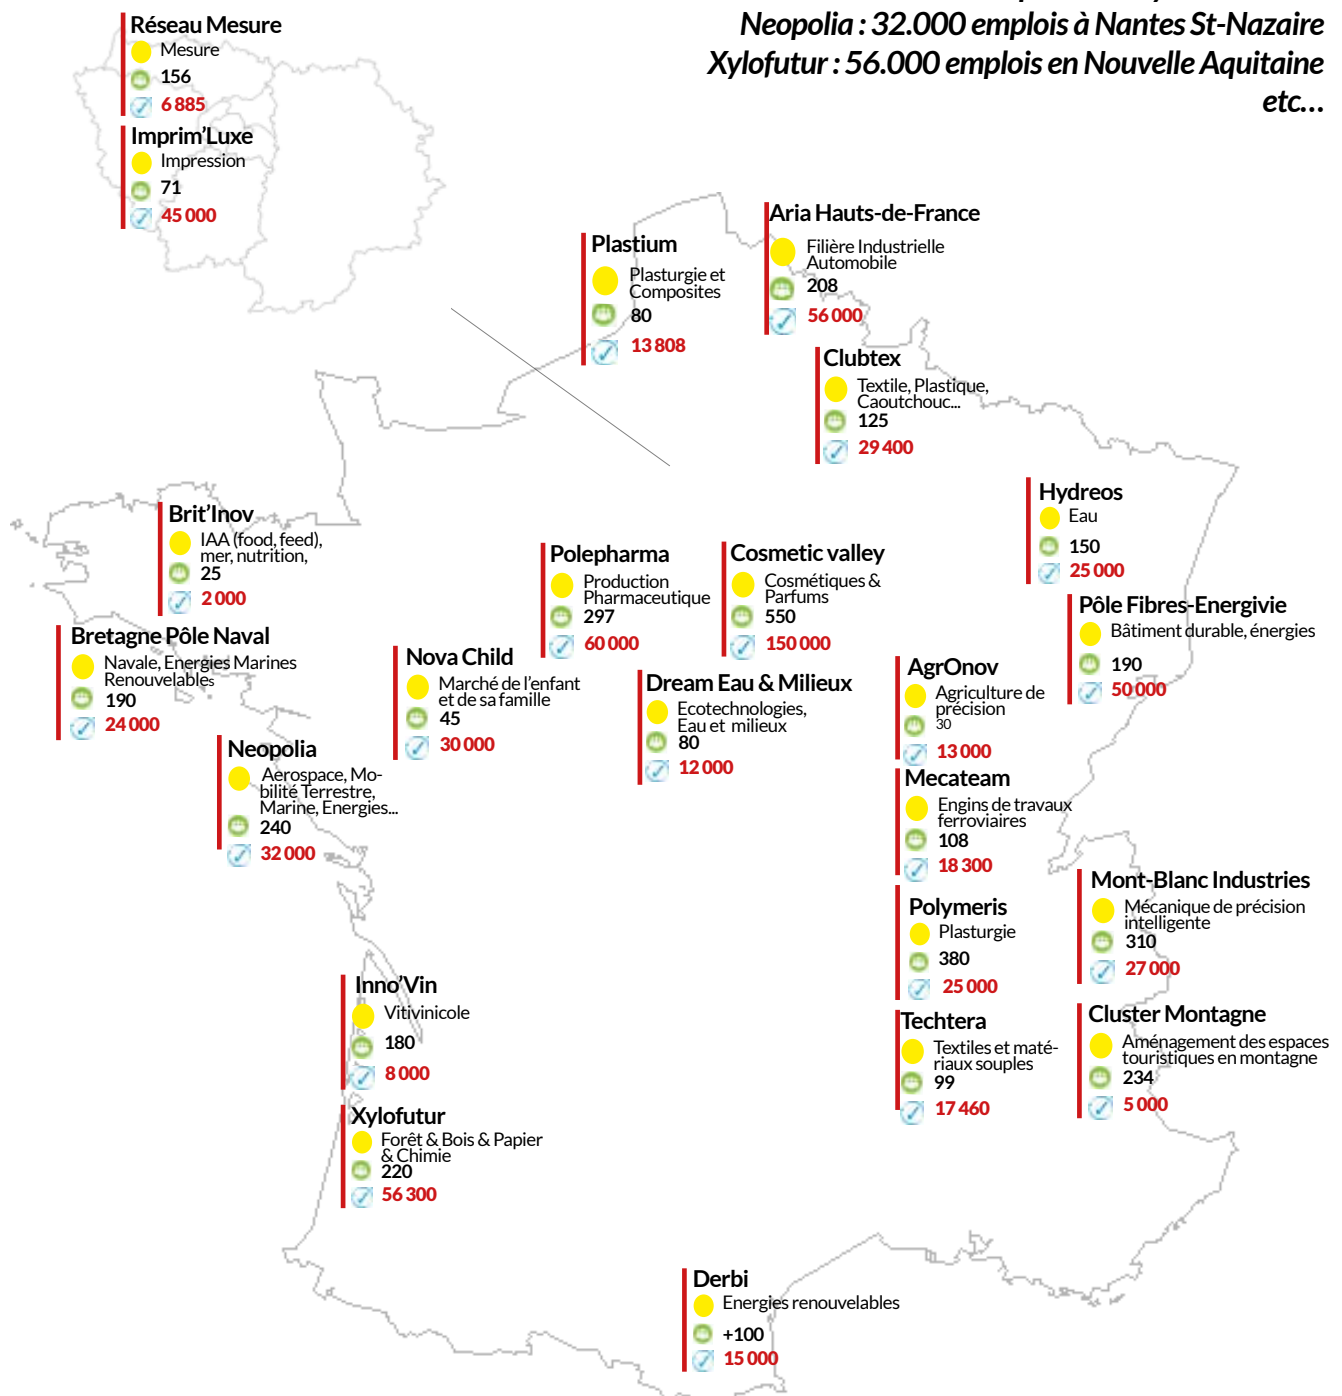 Neopolia : 32.000 emplois à Nantes St-Nazaire
Xylofutur : 56.000 emplois en Nouvelle Aquitaine
etc...
Réseau Mesure
Mesure
156
6 885
Imprim'Luxe
Impression
71
45 000
Aria Hauts-de-France
Filière Industrielle
Automobile
208
56 000
Plastium
Plasturgie et
Composites
80
13 808
Clubtex
Textile, Plastique,
Caoutchouc...
125
29 400
Hydreos
Eau
150
25 000
Brit'Inov
IAA (food, feed),
mer, nutrition,
25
2 000
Polepharma
Production
Pharmaceutique
297
60 000
Cosmetic valley
Cosmétiques &
Parfums
550
150 000
Pôle Fibres-Energivie
Bâtiment durable, énergies
190
50 000
Bretagne Pôle Naval
Navale, Energies Marines
Renouvelables
190
24 000
Nova Child
Marché de l'enfant
et de sa famille
45
30 000
Dream Eau & Milieux
Ecotechnologies,
Eau et milieux
80
12 000
AgrOnov
Agriculture de
précision
30
13 000
Neopolia
Aerospace, Mo-
bilité Terrestre,
Marine, Energies...
240
32 000
Mecateam
Engins de travaux
ferroviaires
108
18 300
Mont-Blanc Industries
Mécanique de précision
intelligente
310
27 000
Polymeris
Plasturgie
380
25 000
Inno'Vin
Vitivinicole
180
8 000
Techtera
Textiles et maté-
riaux souples
99
17 460
Cluster Montagne
Aménagement des espaces
touristiques en montagne
234
5 000
Xylofutur
Forêt & Bois & Papier
& Chimie
220
56 300
Derbi
Energies renouvelables
+100
15 000